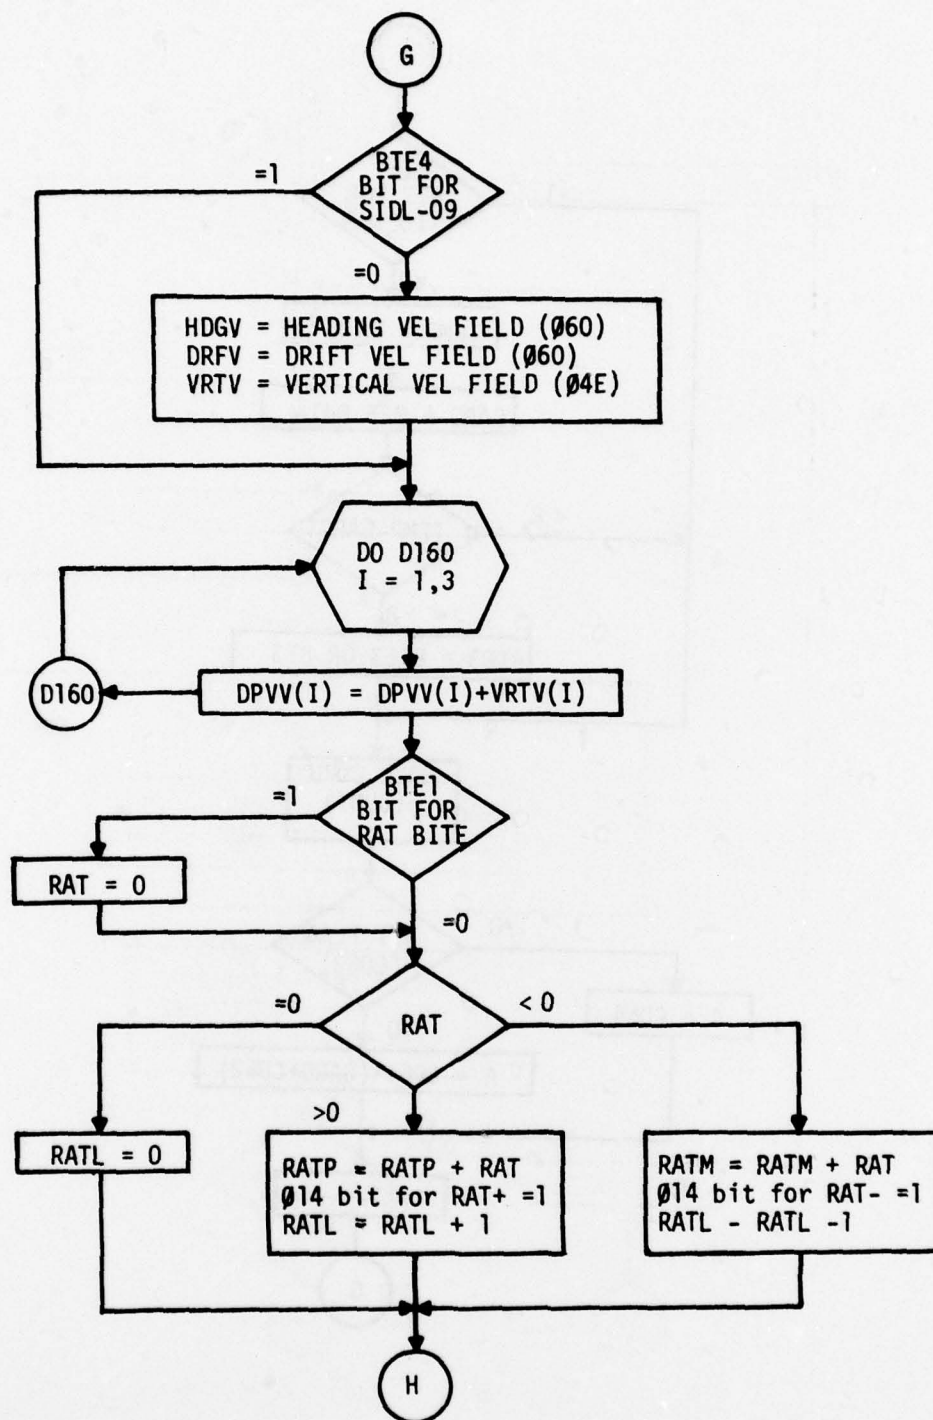 G
BTE4
BIT FOR
SIDL-09
=1
=0
HDGV = HEADING VEL FIELD (Ø60)
DRFV = DRIFT VEL FIELD (Ø60)
VRTV = VERTICAL VEL FIELD (Ø4E)
DO D160
I = 1,3
D160
DPVV(I) = DPVV(I)+VRTV(I)
BTE1
BIT FOR
RAT BITE
=1
RAT = 0
=0
=0
RAT
< 0
>0
RATL = 0
RATP = RATP + RAT
Ø14 bit for RAT+ =1
RATL = RATL + 1
RATM = RATM + RAT
Ø14 bit for RAT- =1
RATL - RATL -1
H